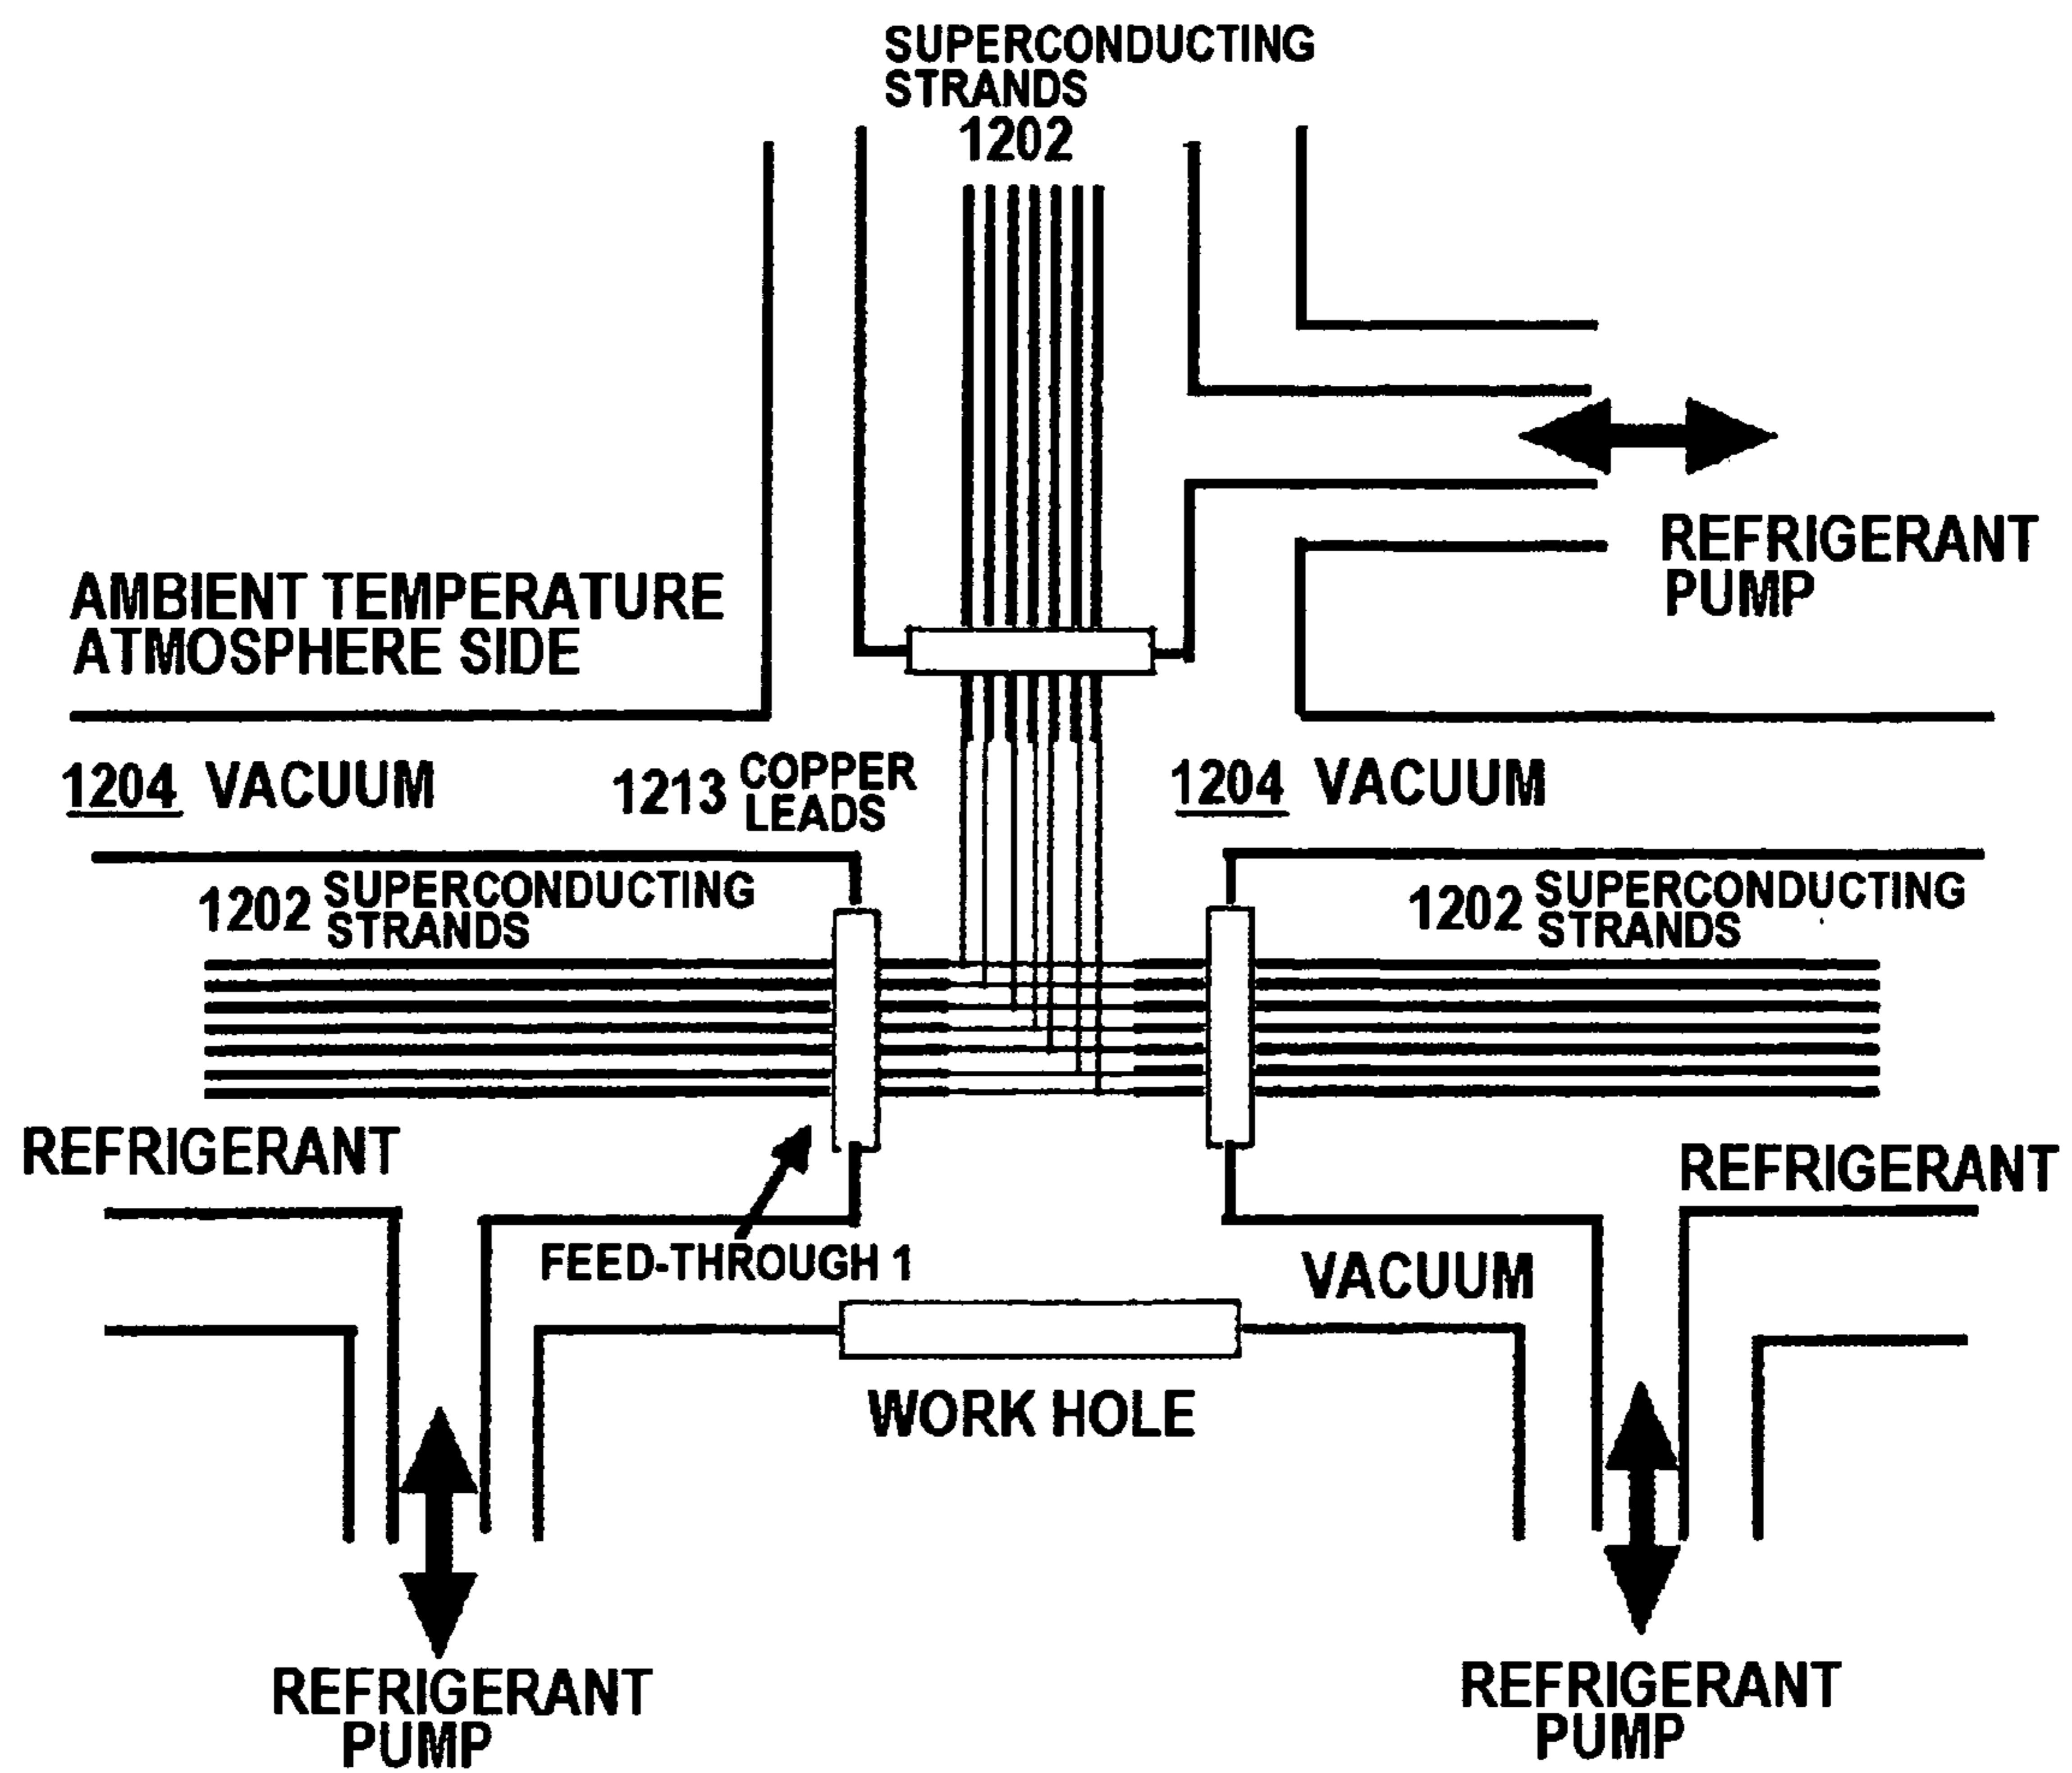 SUPERCONDUCTING
STRANDS
1202
REFRIGERANT
PUMP
AMBIENT TEMPERATURE
ATMOSPHERE SIDE
1204 VACUUM
1213 COPPER
LEADS
1204 VACUUM
1202 SUPERCONDUCTING
STRANDS
1202 SUPERCONDUCTING
STRANDS
REFRIGERANT
REFRIGERANT
FEED-THROUGH 1
VACUUM
WORK HOLE
REFRIGERANT
PUMP
REFRIGERANT
PUMP